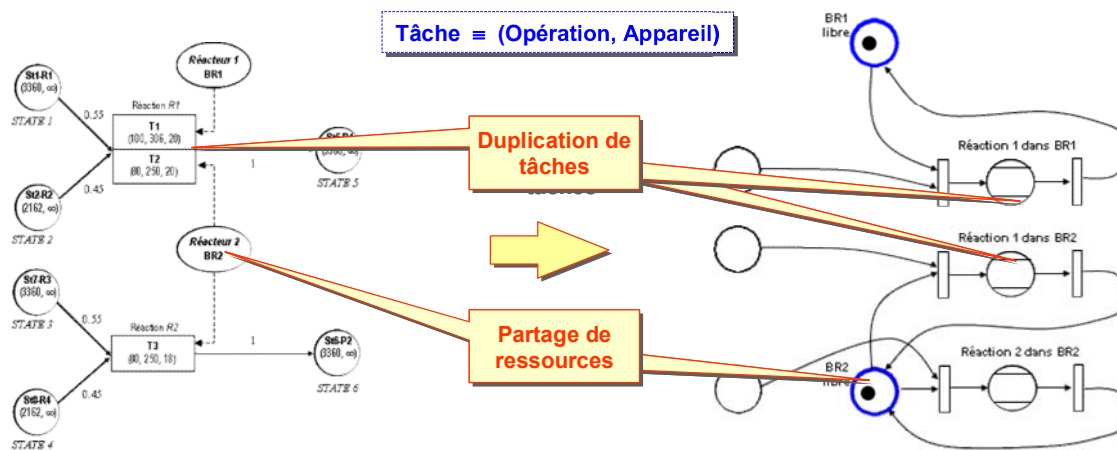 Tâche ≡ (Opération, Appareil)
St1-R1
(3360, ∞)
STATE 1
0.55
Réacteur 1
BR1
Réaction R1
T1
(100, 306, 20)
T2
(80, 250, 20)
1
(3360, ∞)
STATE 5
0.45
St2-R2
(2162, ∞)
STATE 2
Réacteur 2
BR2
St7-R3
(3360, ∞)
STATE 3
0.55
Réaction R2
T3
(80, 250, 18)
1
St6-P2
(3360, ∞)
STATE 6
0.45
St8-R4
(2162, ∞)
STATE 4
Duplication de
tâches
tâches
Partage de
ressources
BR1
libre
Réaction 1 dans BR1
Réaction 1 dans BR2
BR2
libre
Réaction 2 dans BR2